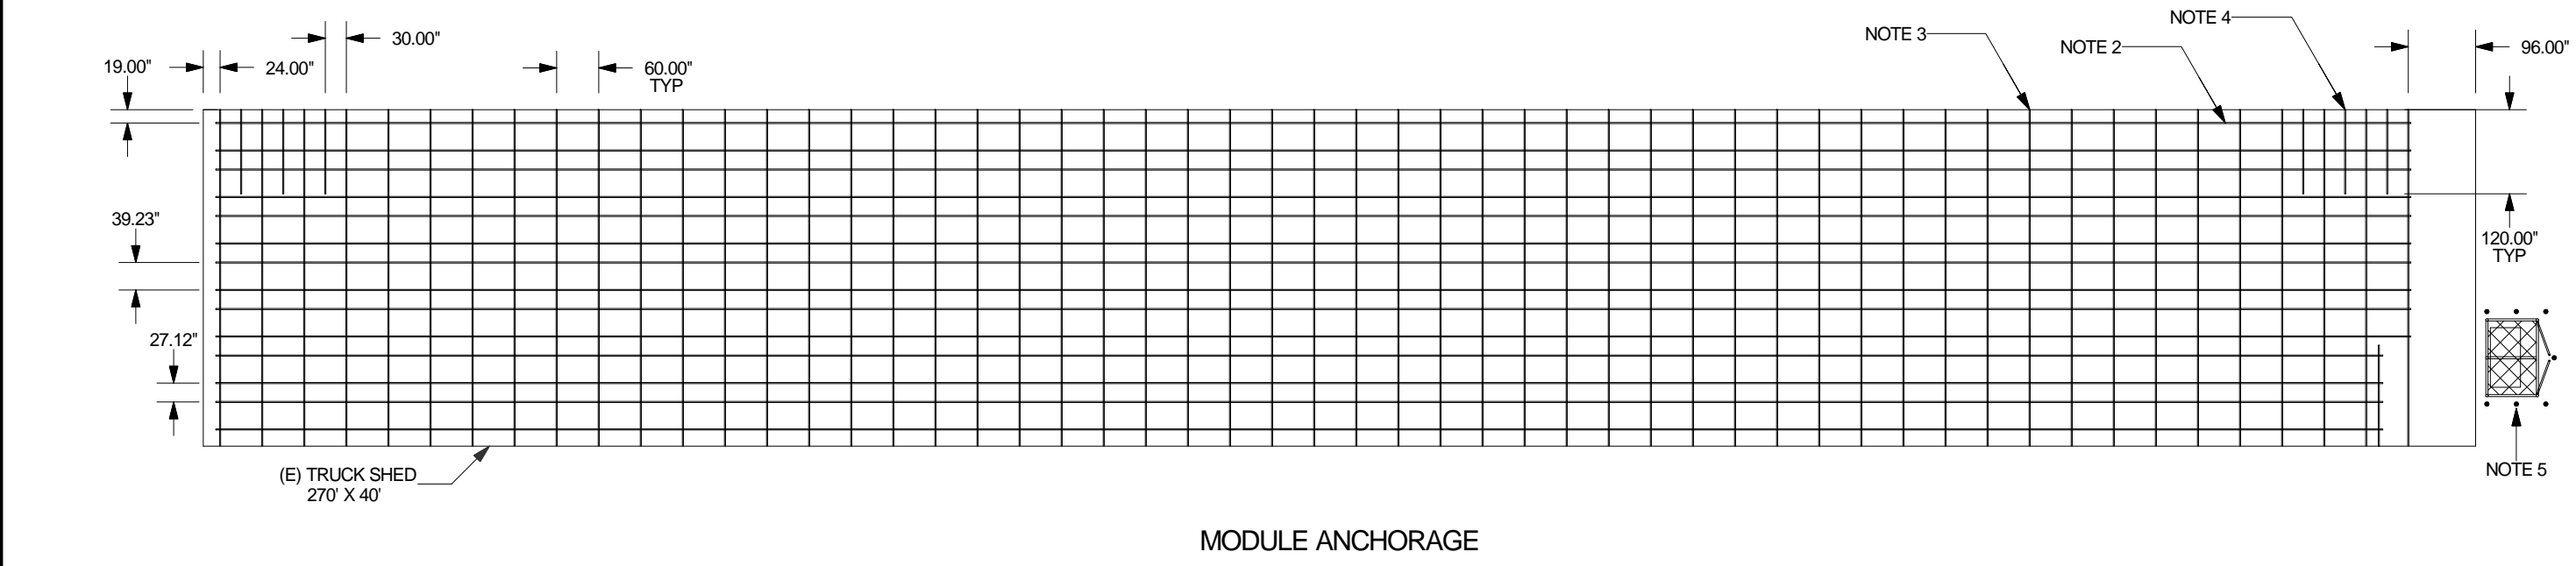 NOTE 4
NOTE 3
30.00"
NOTE 2
96.00"
19.00"
24.00"
60.00"
TYP
39.23"
120.00"
TYP
27.12"
(E) TRUCK SHED
270' X 40'
NOTE 5
MODULE ANCHORAGE